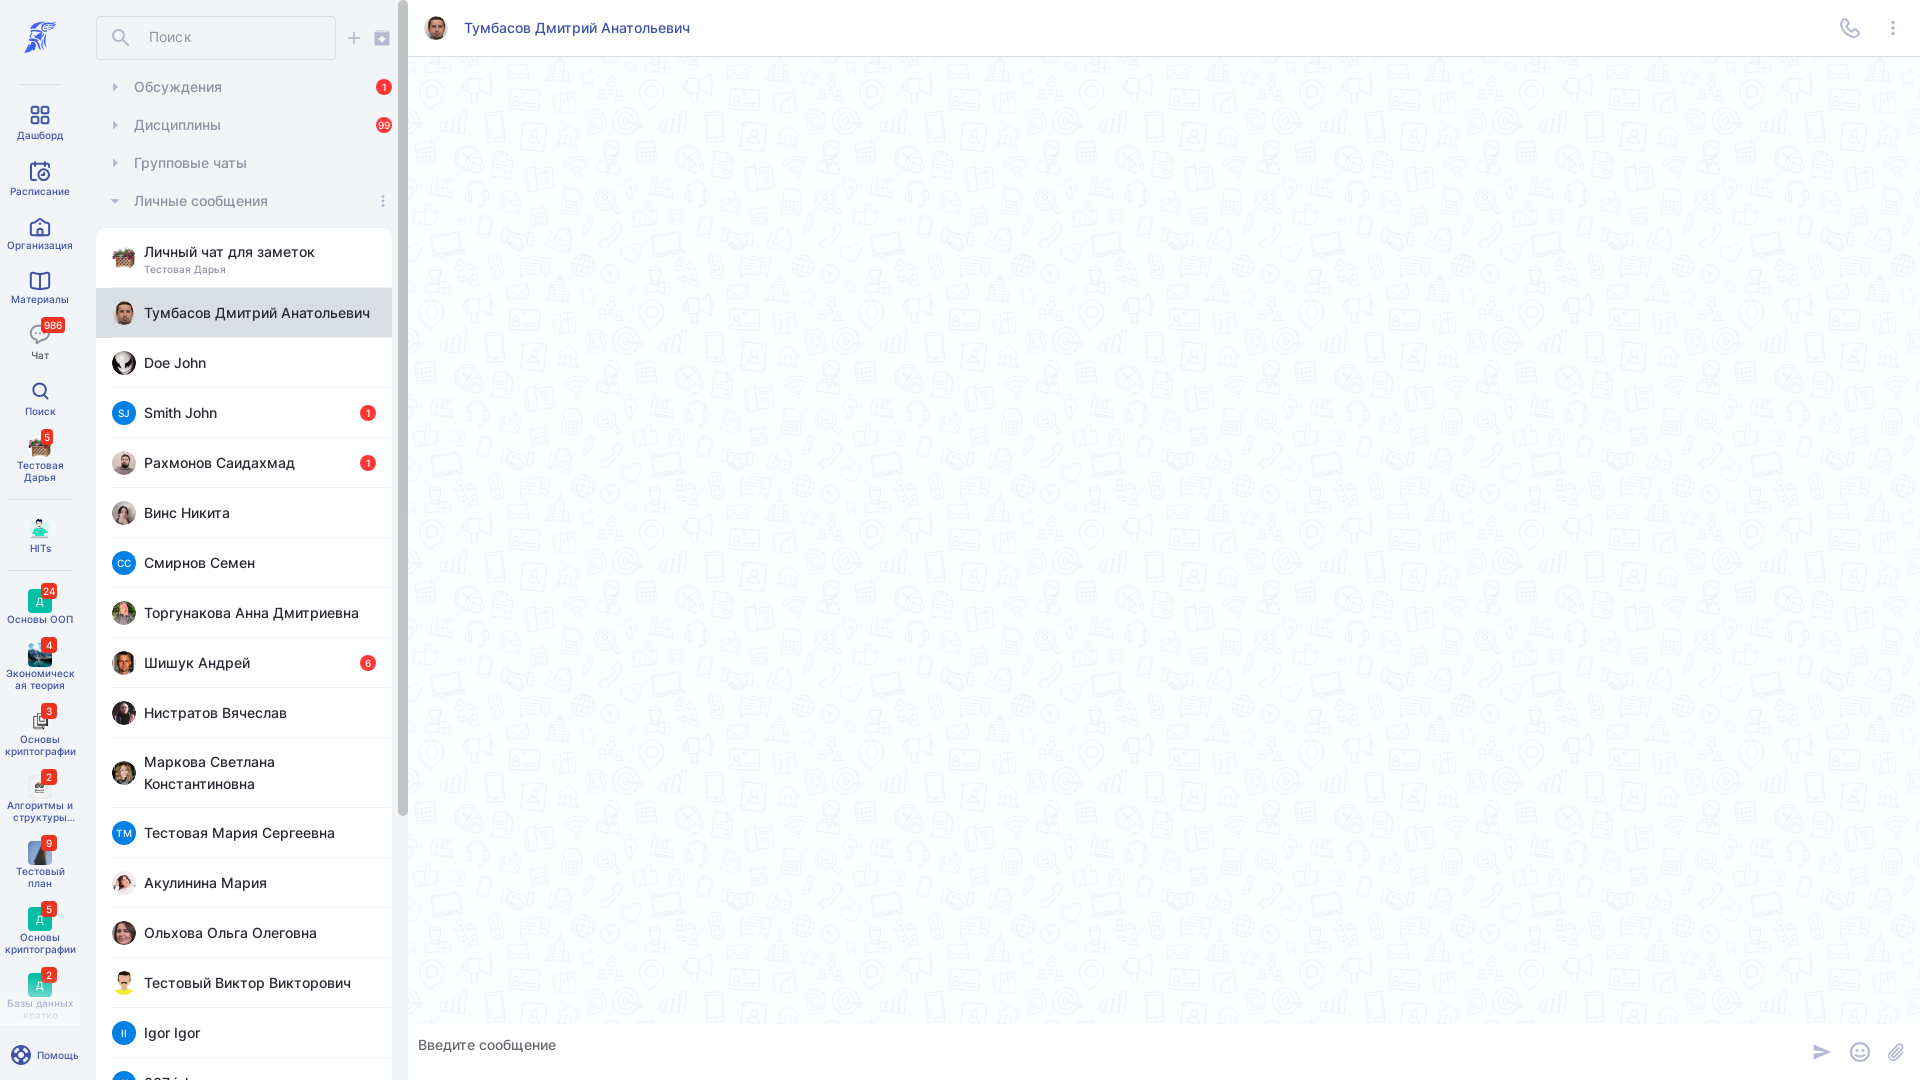 Дашборд
Расписание
Организация
Материалы
986
Чат
Поиск
5
Тестовая
Дарья
HITs
24
Д
Основы ООП
4
Экономическ
ая теория
3
Основы
криптографии
2
Алгоритмы и
структуры...
9
Тестовый
план
5
Д
Основы
криптографии
2
Д
Базы данных
кратко
Помощь
Поиск
Обсуждения 1
Дисциплины 99
Групповые чаты
Личные сообщения
Личный чат для заметок
Тестовая Дарья
Тумбасов Дмитрий Анатольевич
Doe John
SJ Smith John 1
Рахмонов Саидахмад 1
Винс Никита
СС Смирнов Семен
Торгунакова Анна Дмитриевна
Шишук Андрей 6
Нистратов Вячеслав
Маркова Светлана
Константиновна
ТМ Тестовая Мария Сергеевна
Акулинина Мария
Ольхова Ольга Олеговна
Тестовый Виктор Викторович
II Igor Igor
Тумбасов Дмитрий Анатольевич
Введите сообщение